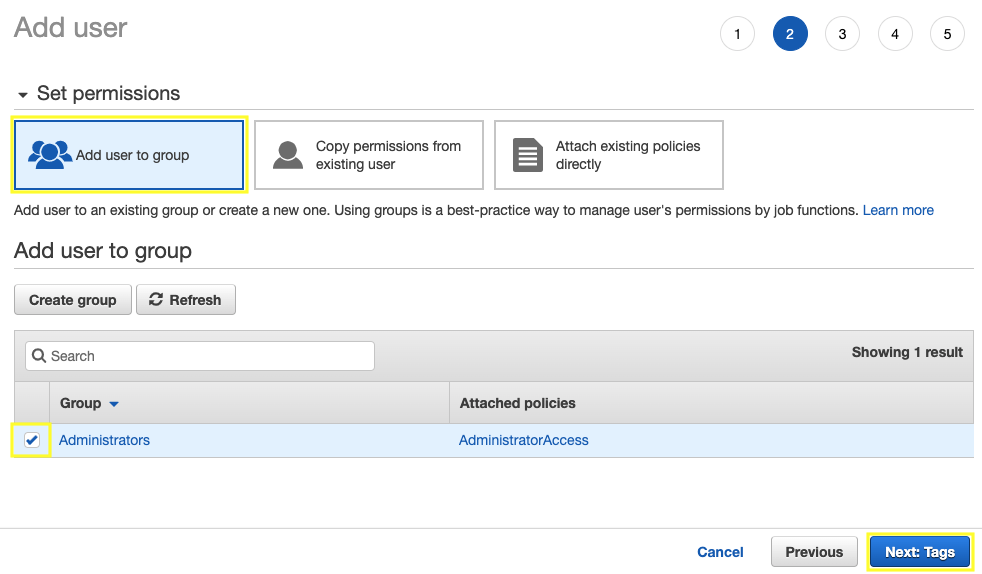 Add user
1 2 3 4 5
Set permissions
Add user to group
Copy permissions from
existing user
Attach existing policies
directly
Add user to an existing group or create a new one. Using groups is a best-practice way to manage user's permissions by job functions. Learn more
Add user to group
Create group Refresh
Search Showing 1 result
Group Attached policies
Administrators AdministratorAccess
Cancel Previous Next: Tags